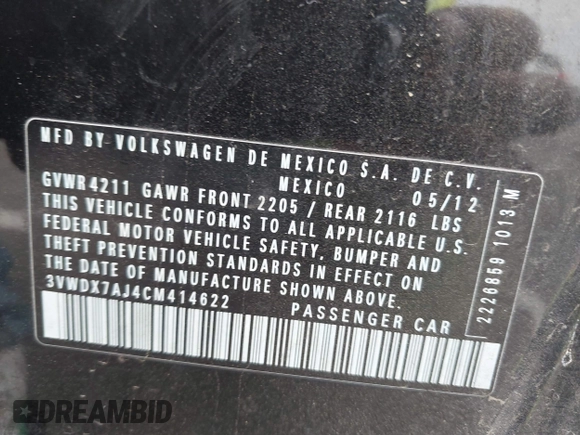 MFD BY VOLKSWAGEN DE MEXICO S.A. DE C.V.
MEXICO 05/12
GVWR 4211 GAWR FRONT 2205 / REAR 2116 LBS
THIS VEHICLE CONFORMS TO ALL APPLICABLE U.S.
FEDERAL MOTOR VEHICLE SAFETY, BUMPER AND
THEFT PREVENTION STANDARDS IN EFFECT ON
THE DATE OF MANUFACTURE SHOWN ABOVE.
3VWDX7AJ4CM414622 PASSENGER CAR
2226859 1013 M
DREAMBID